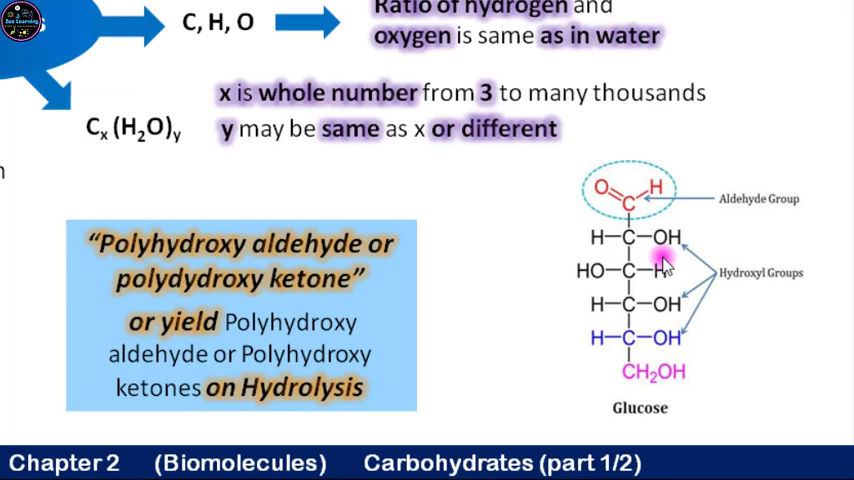 Zee Learning
s
C, H, O
Ratio of hydrogen and
oxygen is same as in water
x is whole number from 3 to many thousands
Cx (H2O)y
y may be same as x or different
n
"Polyhydroxy aldehyde or
polydydroxy ketone"
or yield Polyhydroxy
aldehyde or Polyhydroxy
ketones on Hydrolysis
O H
C
Aldehyde Group
H–C–OH
HO–C–H
Hydroxyl Groups
H–C–OH
H–C–OH
CH2OH
Glucose
Chapter 2 (Biomolecules) Carbohydrates (part 1/2)